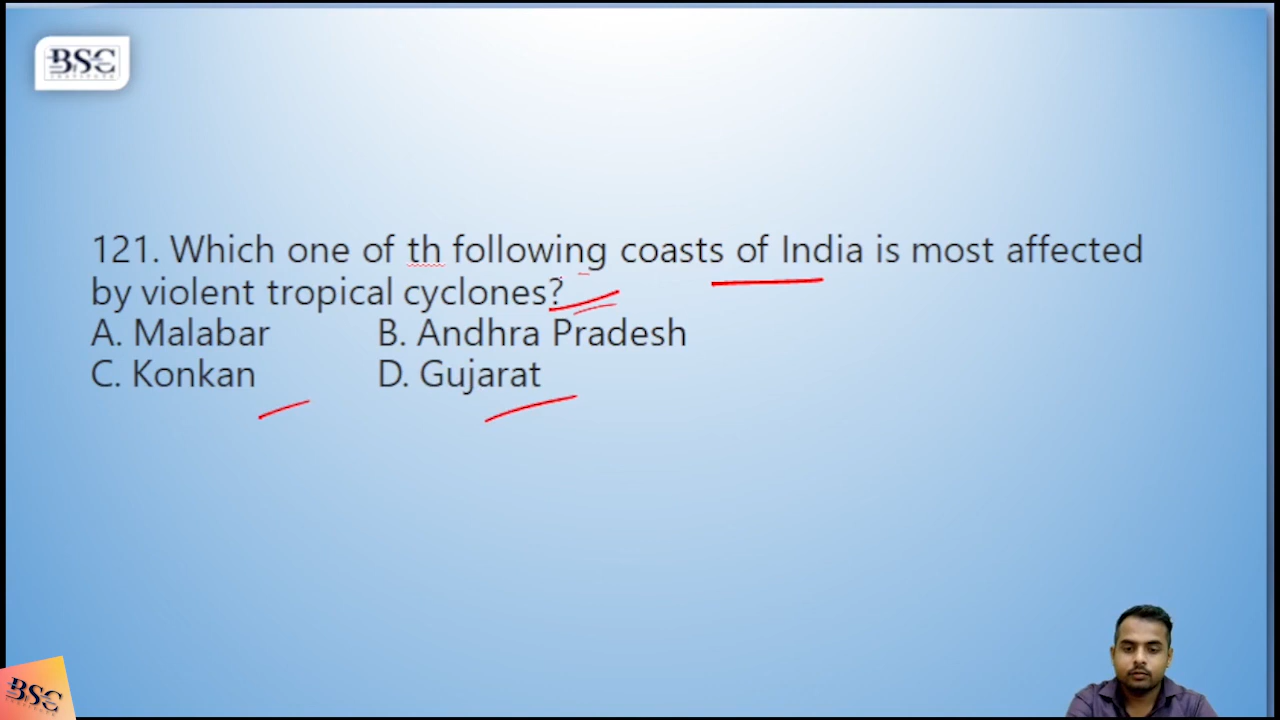 BSC
INSTITUTE
121. Which one of th following coasts of India is most affected
by violent tropical cyclones?
A. Malabar B. Andhra Pradesh
C. Konkan D. Gujarat
BSC